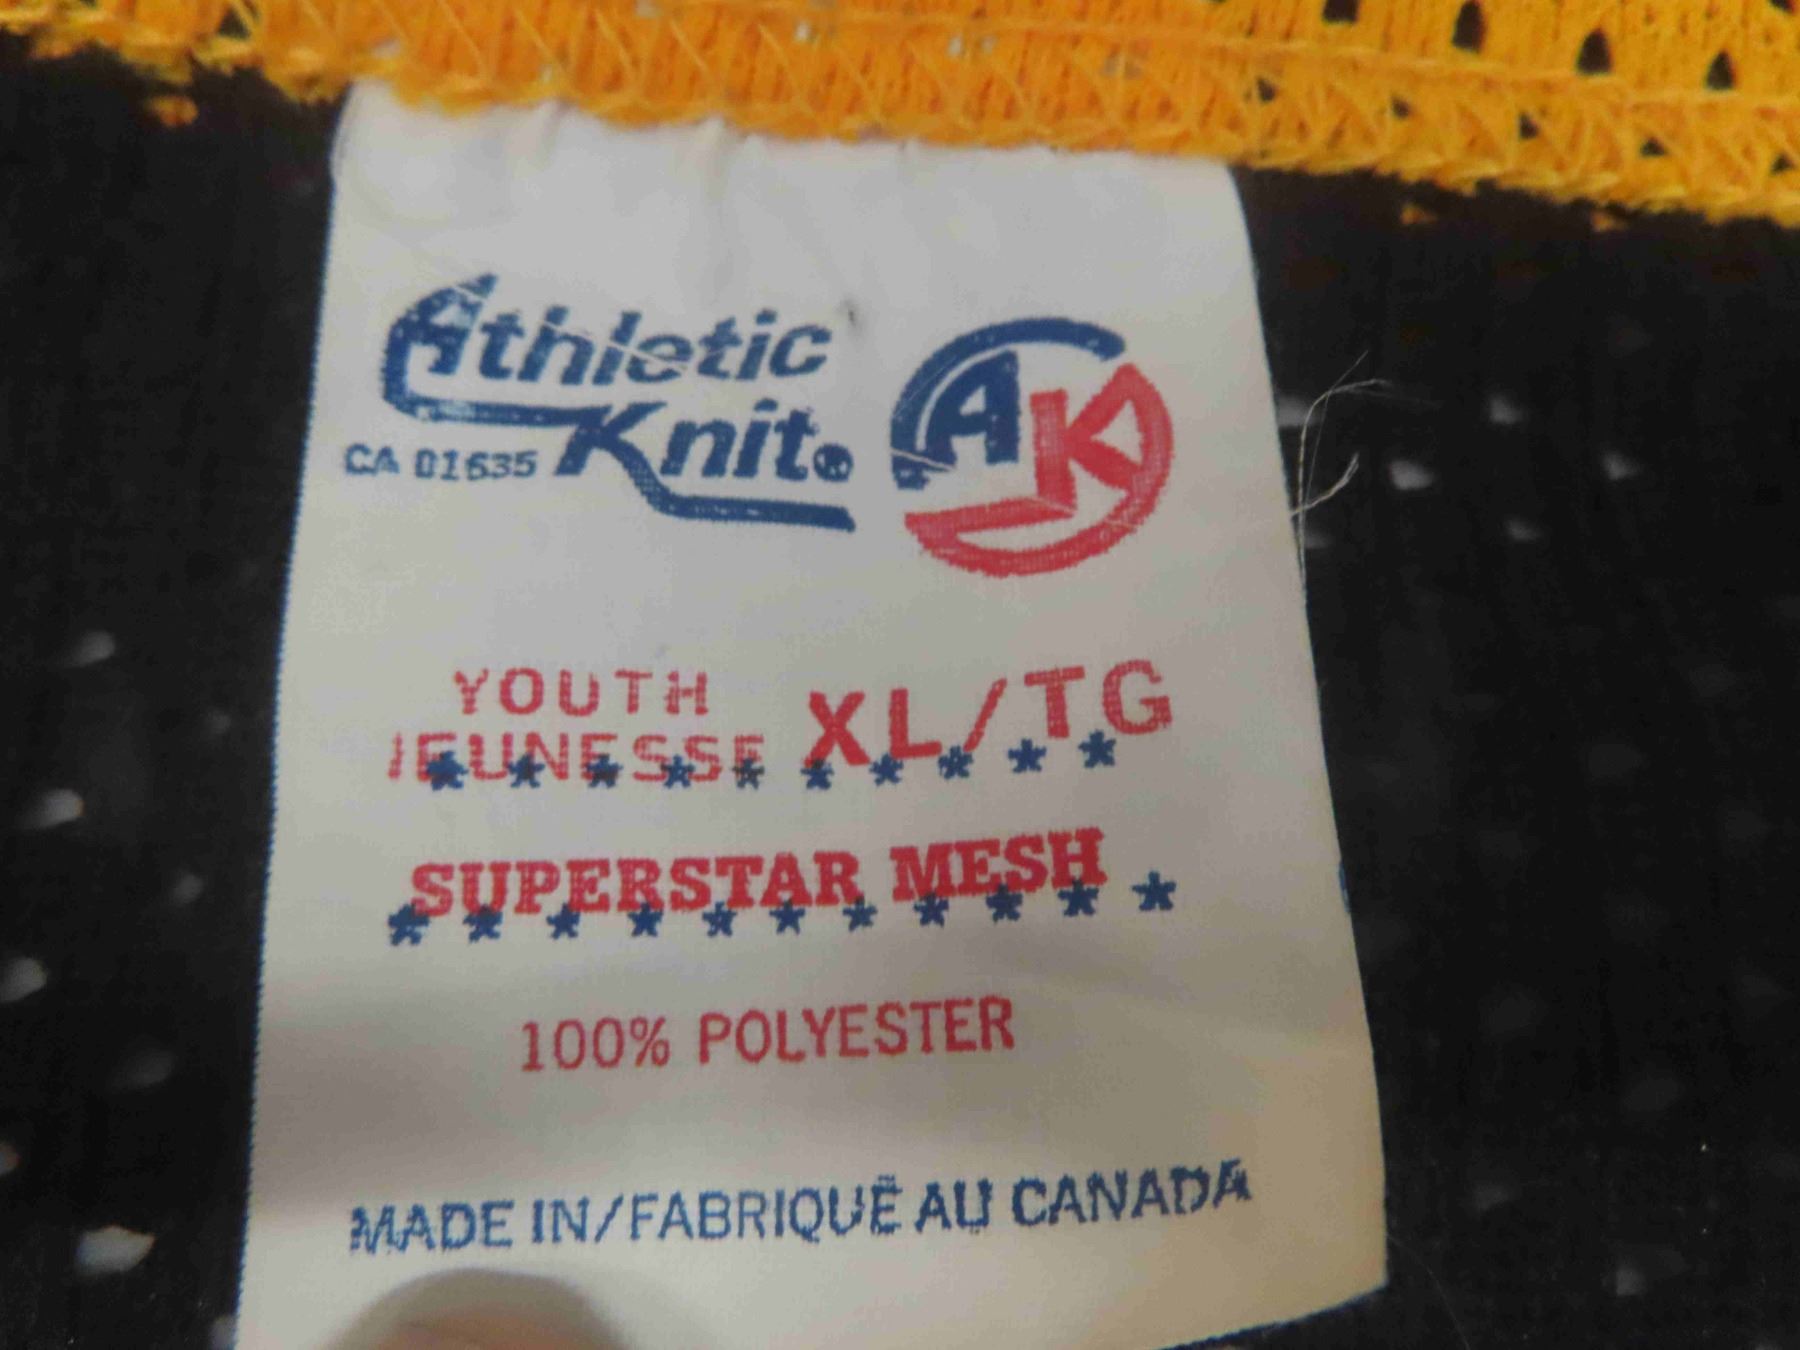 Athletic
Knit®
CA 01635
AK
YOUTH
JEUNESSE
XL/TG
* * * * * * * * * *
SUPERSTAR MESH
* * * * * * * * * * *
100% POLYESTER
MADE IN/FABRIQUÉ AU CANADA